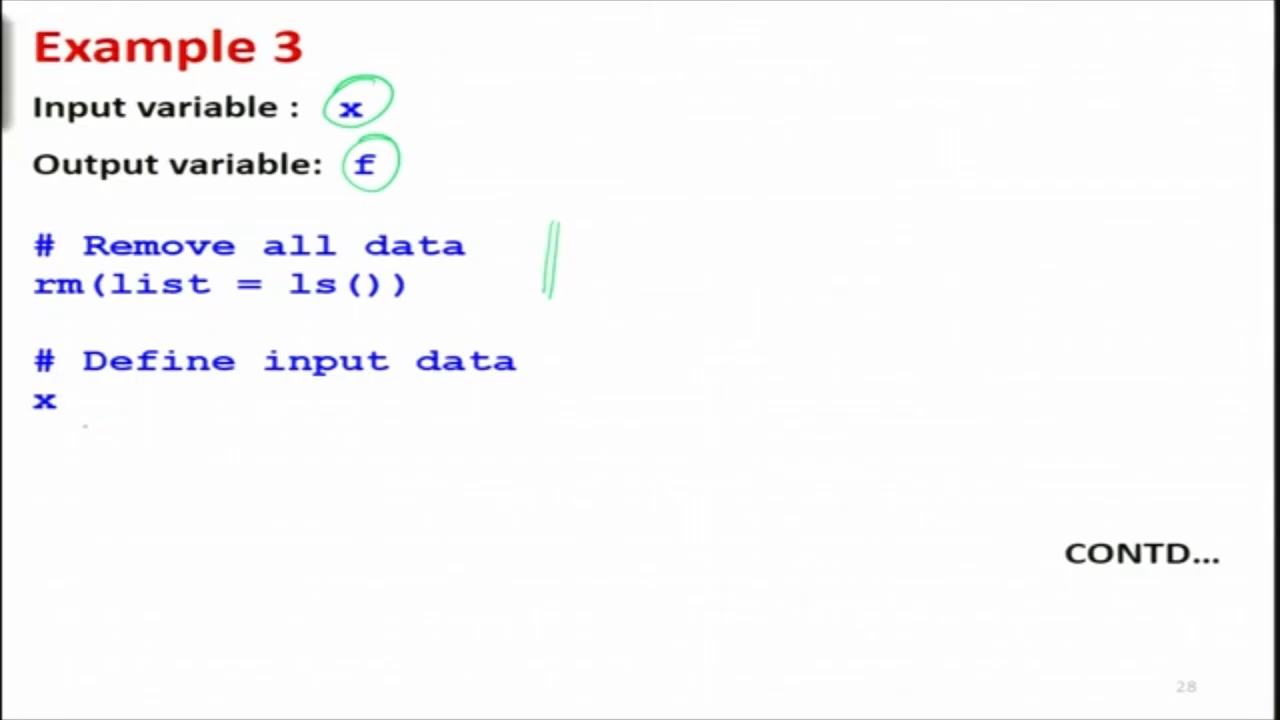 Example 3
Input variable : x
Output variable: f
# Remove all data
rm(list = ls())
# Define input data
x
CONTD...
28